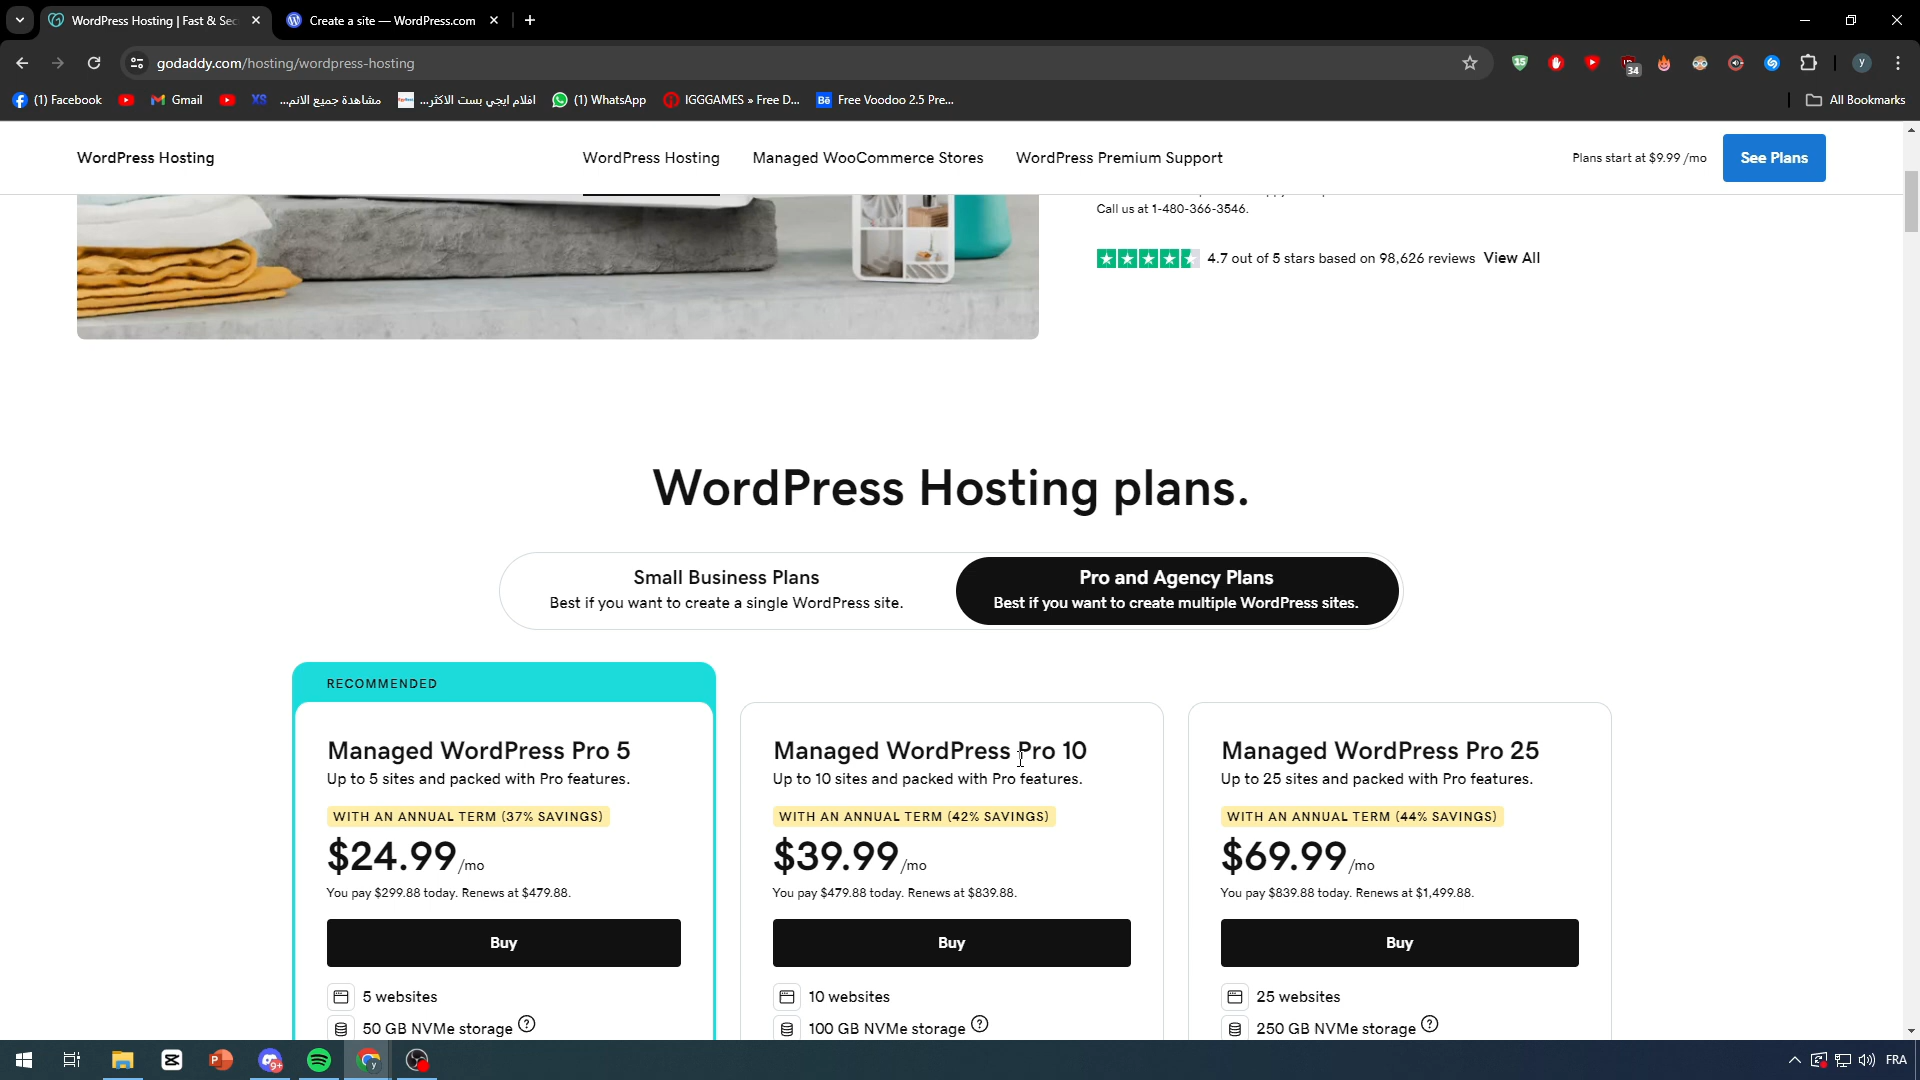 WordPress Hosting | Fast & Sec
Create a site — WordPress.com
godaddy.com/hosting/wordpress-hosting
15
34
y
(1) Facebook
Gmail
XS
مشاهدة جميع الانم...
افلام ايجي بست الاكثر...
(1) WhatsApp
IGGGAMES » Free D...
Bē
Free Voodoo 2.5 Pre...
All Bookmarks
WordPress Hosting
WordPress Hosting
Managed WooCommerce Stores
WordPress Premium Support
Plans start at $9.99 /mo
See Plans
Call us at 1-480-366-3546.
4.7 out of 5 stars based on 98,626 reviews View All
WordPress Hosting plans.
Small Business Plans
Best if you want to create a single WordPress site.
Pro and Agency Plans
Best if you want to create multiple WordPress sites.
RECOMMENDED
Managed WordPress Pro 5
Up to 5 sites and packed with Pro features.
WITH AN ANNUAL TERM (37% SAVINGS)
$24.99/mo
You pay $299.88 today. Renews at $479.88.
Buy
5 websites
50 GB NVMe storage ?
Managed WordPress Pro 10
Up to 10 sites and packed with Pro features.
WITH AN ANNUAL TERM (42% SAVINGS)
$39.99/mo
You pay $479.88 today. Renews at $839.88.
Buy
10 websites
100 GB NVMe storage ?
Managed WordPress Pro 25
Up to 25 sites and packed with Pro features.
WITH AN ANNUAL TERM (44% SAVINGS)
$69.99/mo
You pay $839.88 today. Renews at $1,499.88.
Buy
25 websites
250 GB NVMe storage ?
9+
FRA